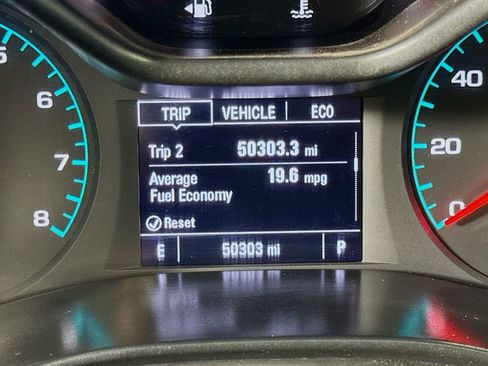 TRIP VEHICLE ECO
Trip 2 50303.3 mi
Average 19.6 mpg
Fuel Economy
Reset
E 50303 mi P
5
6
7
8
40
20
0